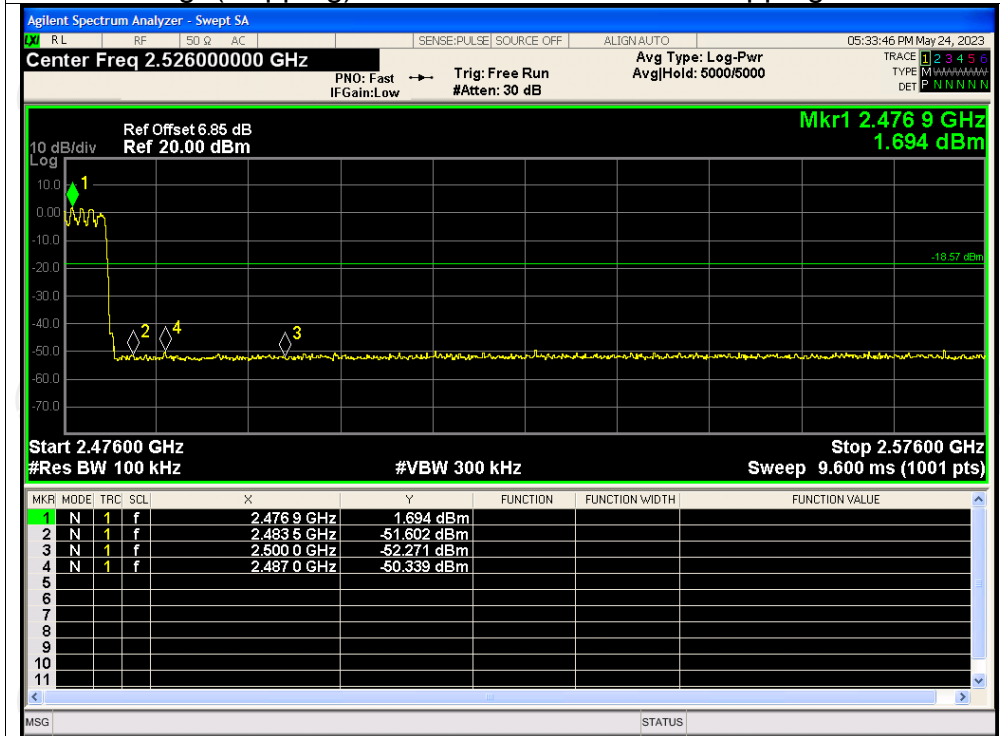 Agilent Spectrum Analyzer - Swept SA
LXI RL RF 50 Ω AC SENSE:PULSE SOURCE OFF ALIGN AUTO 05:33:46 PM May 24, 2023
Center Freq 2.526000000 GHz
PNO: Fast
IFGain:Low
Trig: Free Run
#Atten: 30 dB
Avg Type: Log-Pwr
Avg|Hold: 5000/5000
TRACE 1 2 3 4 5 6
TYPE M WWWWW
DET P N N N N N
Ref Offset 6.85 dB
10 dB/div Ref 20.00 dBm
Log
Mkr1 2.476 9 GHz
1.694 dBm
10.0
0.00
-10.0
-20.0
-30.0
-40.0
-50.0
-60.0
-70.0
1
2
4
3
-18.57 dBm
Start 2.47600 GHz Stop 2.57600 GHz
#Res BW 100 kHz #VBW 300 kHz Sweep 9.600 ms (1001 pts)
MKR MODE TRC SCL X Y FUNCTION FUNCTION WIDTH FUNCTION VALUE
1 N 1 f 2.476 9 GHz 1.694 dBm
2 N 1 f 2.483 5 GHz -51.602 dBm
3 N 1 f 2.500 0 GHz -52.271 dBm
4 N 1 f 2.487 0 GHz -50.339 dBm
5
6
7
8
9
10
11
MSG STATUS